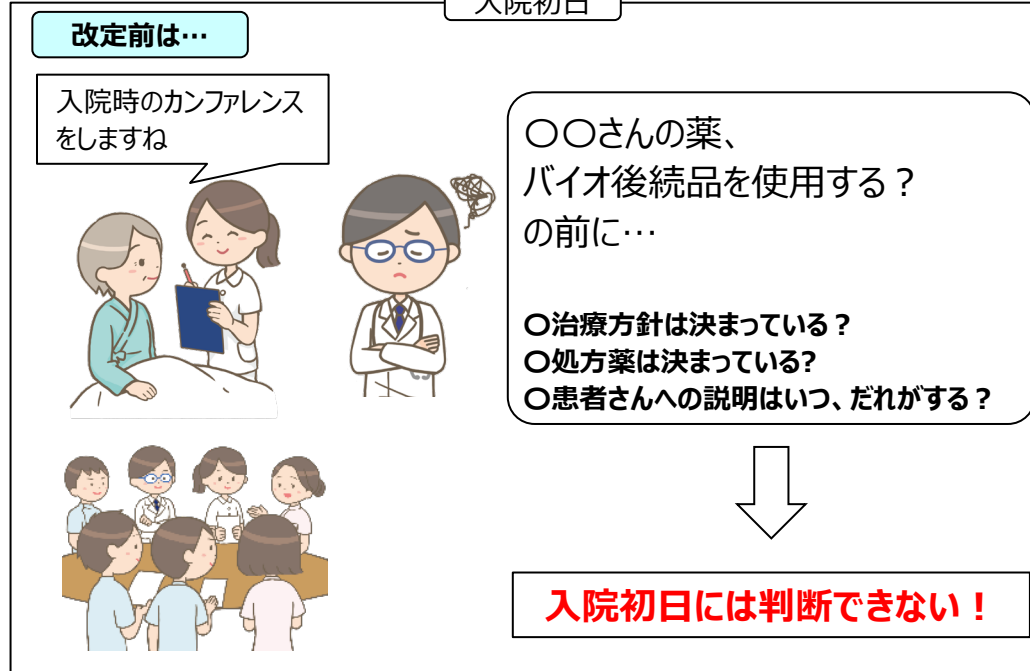 入院初日
改定前は…
入院時のカンファレンス
をしますね
〇〇さんの薬、
バイオ後続品を使用する？
の前に…
〇治療方針は決まっている？
〇処方薬は決まっている?
〇患者さんへの説明はいつ、だれがする？
入院初日には判断できない！